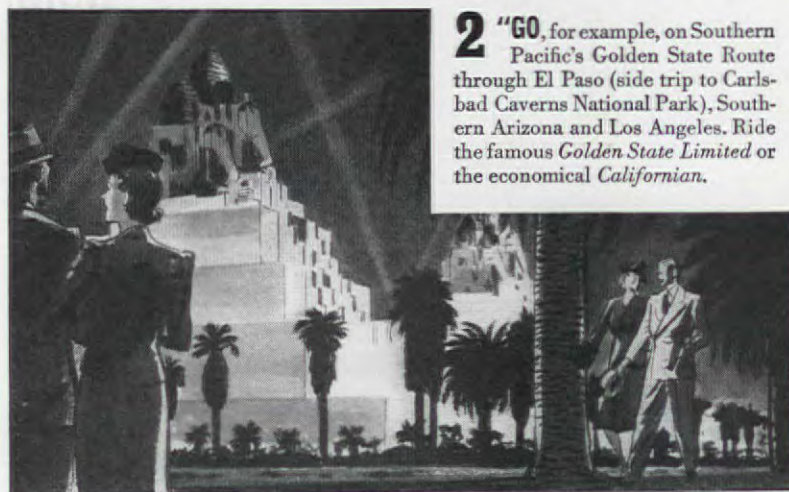 2 "GO, for example, on Southern
Pacific's Golden State Route
through El Paso (side trip to Carls-
bad Caverns National Park), South-
ern Arizona and Los Angeles. Ride
the famous Golden State Limited or
the economical Californian.